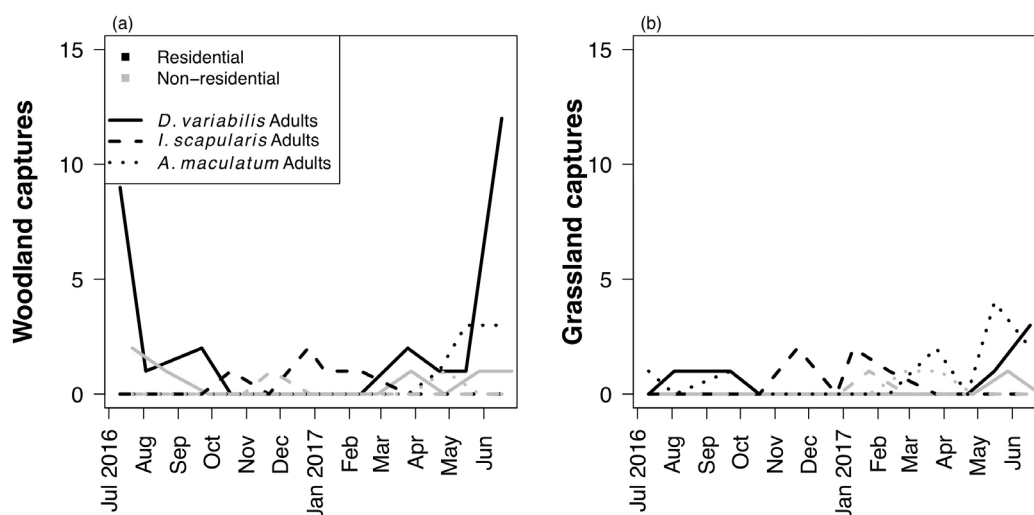 (a)
Woodland captures
15
10
5
0
Residential
Non−residential
D. variabilis Adults
I. scapularis Adults
A. maculatum Adults
Jul 2016
Aug
Sep
Oct
Nov
Dec
Jan 2017
Feb
Mar
Apr
May
Jun
(b)
Grassland captures
15
10
5
0
Jul 2016
Aug
Sep
Oct
Nov
Dec
Jan 2017
Feb
Mar
Apr
May
Jun